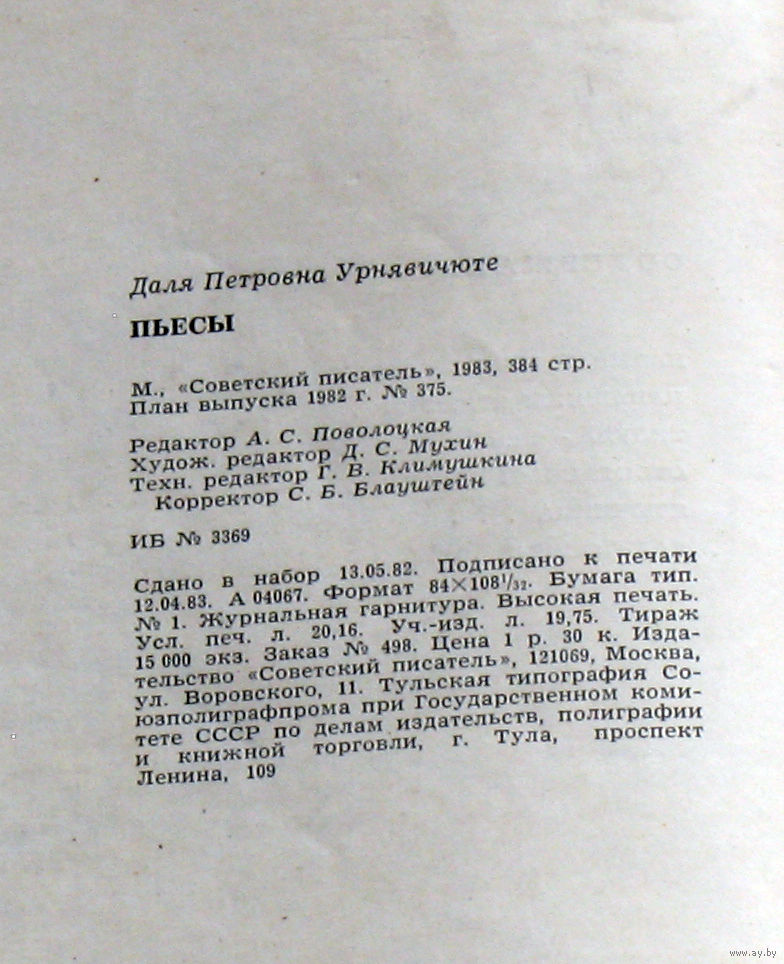 Даля Петровна Урнявичюте
ПЬЕСЫ
М., «Советский писатель», 1983, 384 стр.
План выпуска 1982 г. № 375.
Редактор А. С. Поволоцкая
Худож. редактор Д. С. Мухин
Техн. редактор Г. В. Климушкина
Корректор С. Б. Блауштейн
ИБ № 3369
Сдано в набор 13.05.82. Подписано к печати
12.04.83. А 04067. Формат 84×108¹/₃₂. Бумага тип.
№ 1. Журнальная гарнитура. Высокая печать.
Усл. печ. л. 20,16. Уч.-изд. л. 19,75. Тираж
15 000 экз. Заказ № 498. Цена 1 р. 30 к. Изда-
тельство «Советский писатель», 121069, Москва,
ул. Воровского, 11. Тульская типография Со-
юзполиграфпрома при Государственном коми-
тете СССР по делам издательств, полиграфии
и книжной торговли, г. Тула, проспект
Ленина, 109
www.ay.by